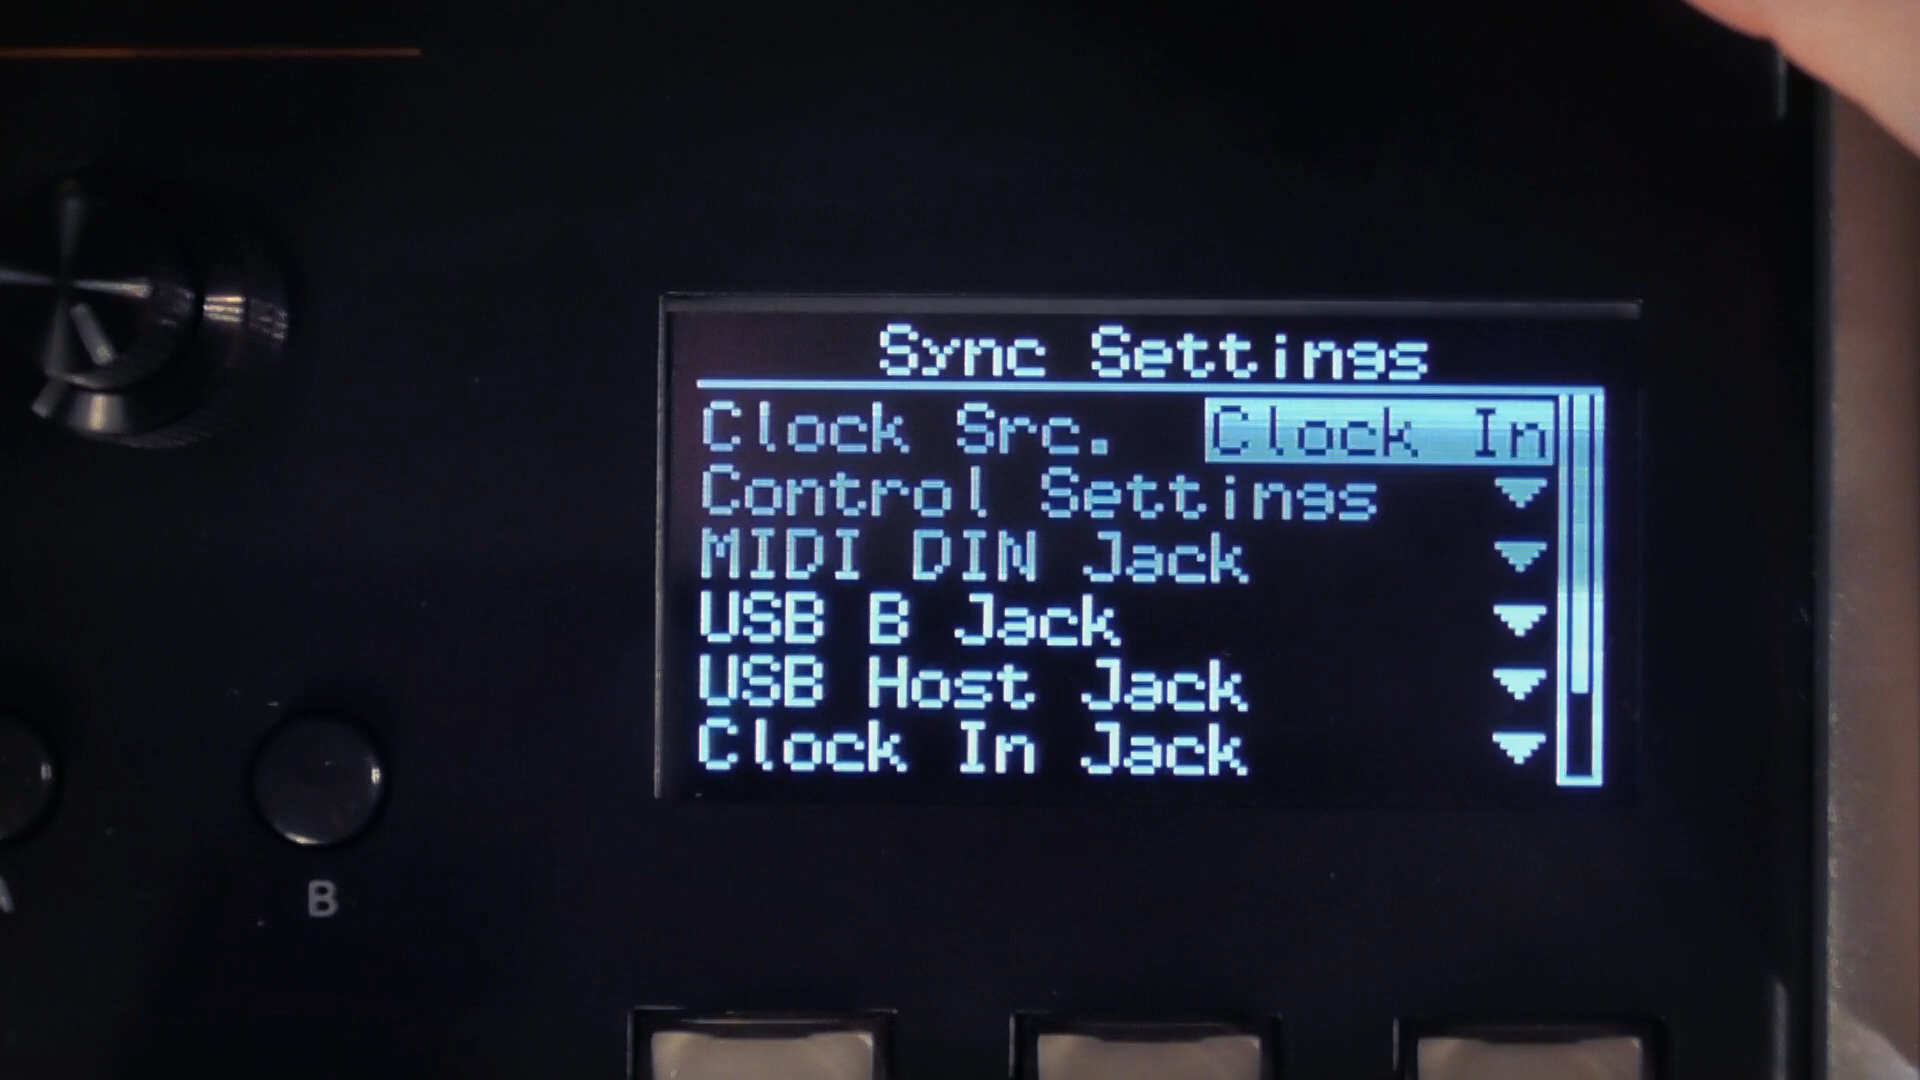 Sync Settings
Clock Src. Clock In
Control Settings
MIDI DIN Jack
USB B Jack
USB Host Jack
Clock In Jack
B